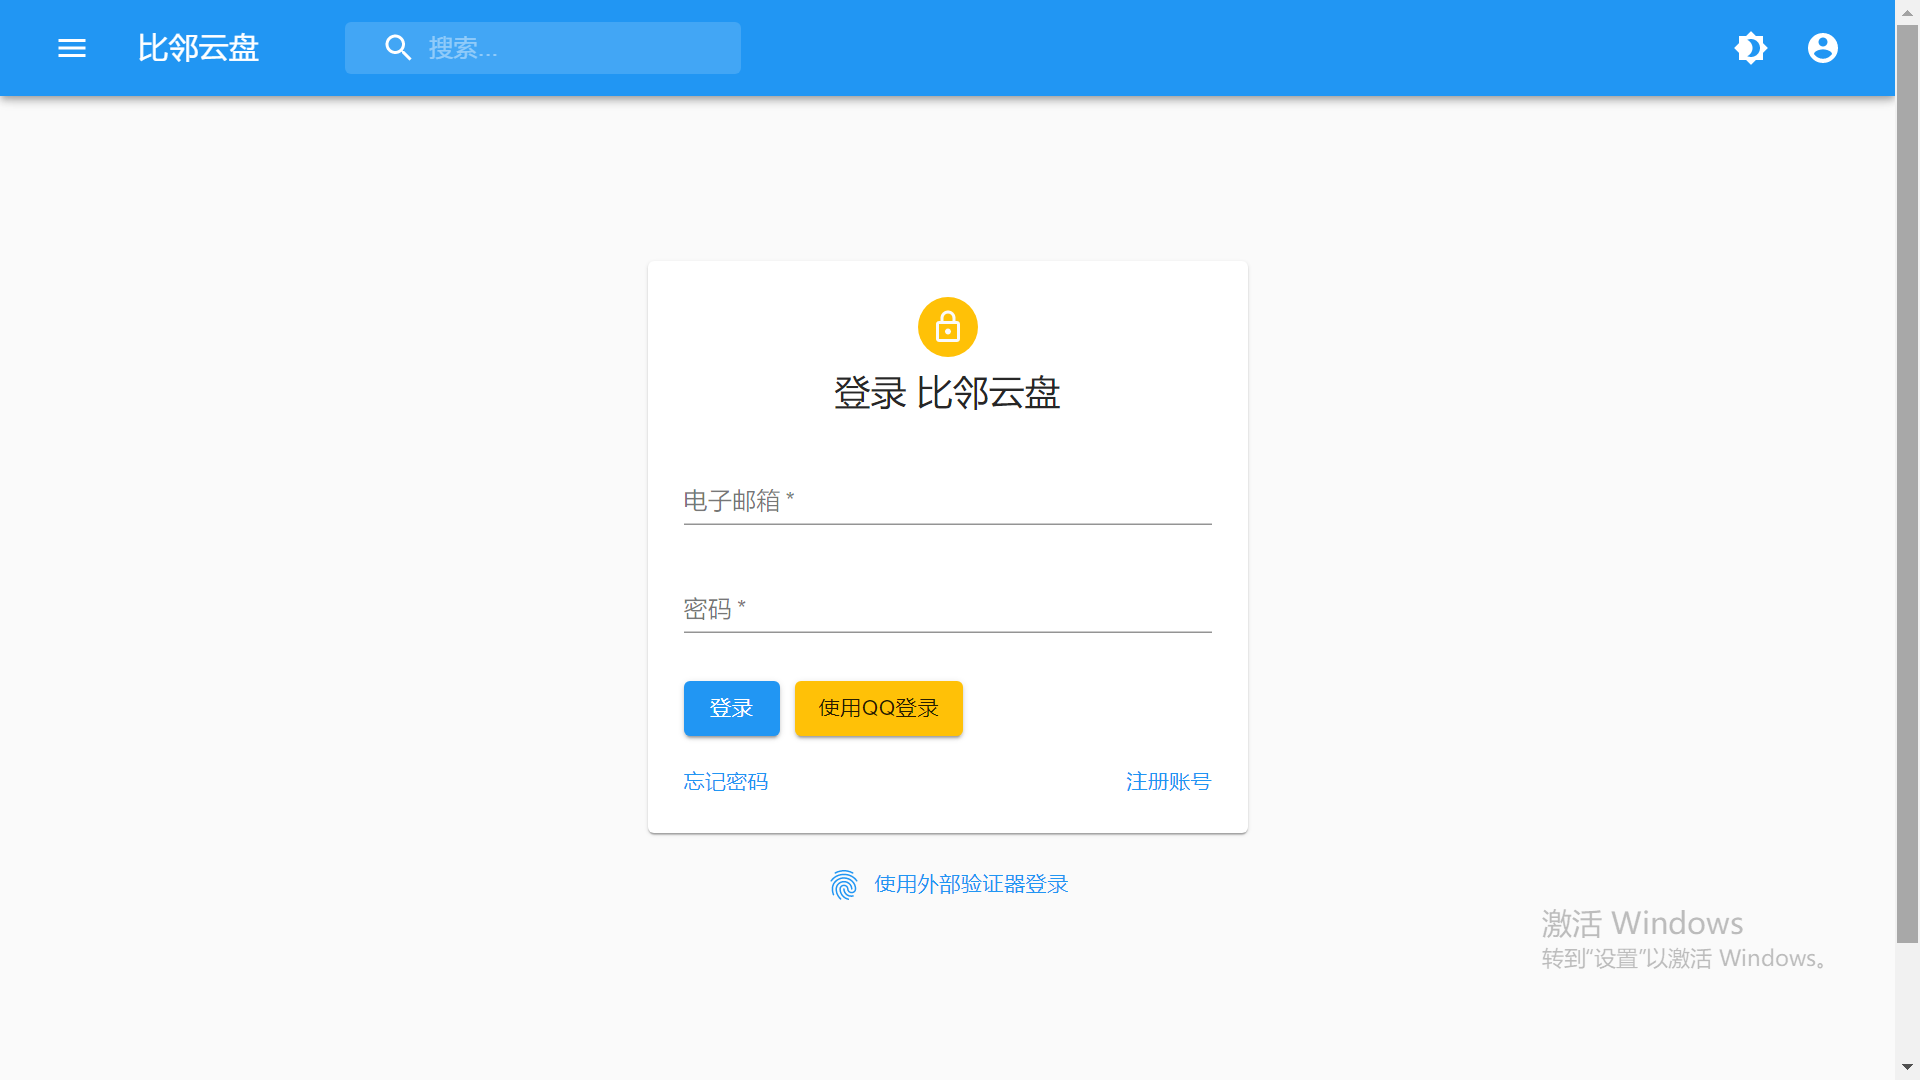 比邻云盘
搜索...
登录 比邻云盘
电子邮箱 *
密码 *
登录
使用QQ登录
忘记密码
注册账号
使用外部验证器登录
激活 Windows
转到“设置”以激活 Windows。